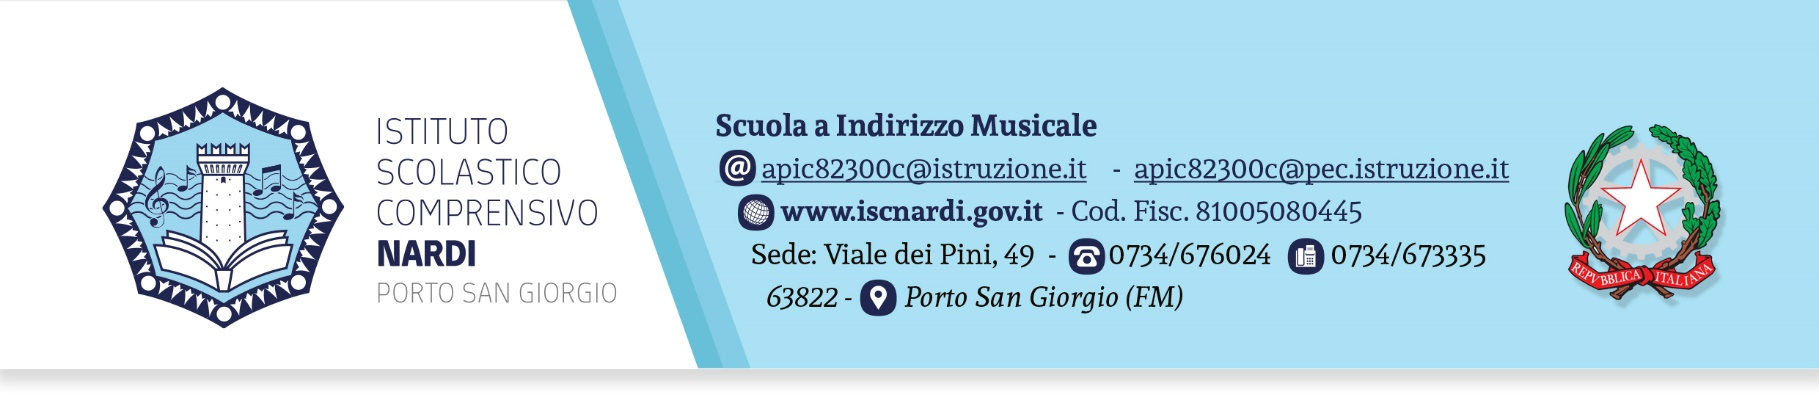 ISTITUTO
SCOLASTICO
COMPRENSIVO
NARDI
PORTO SAN GIORGIO
Scuola a Indirizzo Musicale
@ apic82300c@istruzione.it - apic82300c@pec.istruzione.it
www.iscnardi.gov.it - Cod. Fisc. 81005080445
Sede: Viale dei Pini, 49 - 0734/676024 0734/673335
63822 - Porto San Giorgio (FM)
REPVBBLICA ITALIANA